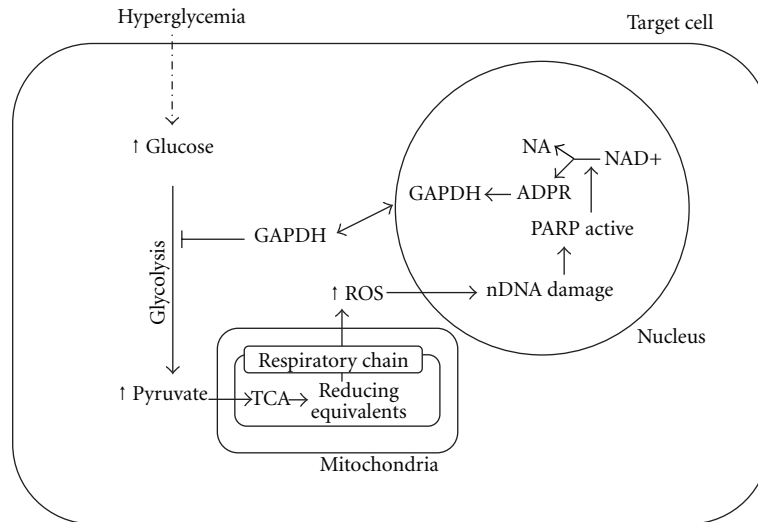 Hyperglycemia
Target cell
↑ Glucose
NA
NAD+
GAPDH
ADPR
PARP active
GAPDH
Glycolysis
↑ ROS
nDNA damage
Nucleus
Respiratory chain
↑ Pyruvate
TCA
Reducing
equivalents
Mitochondria